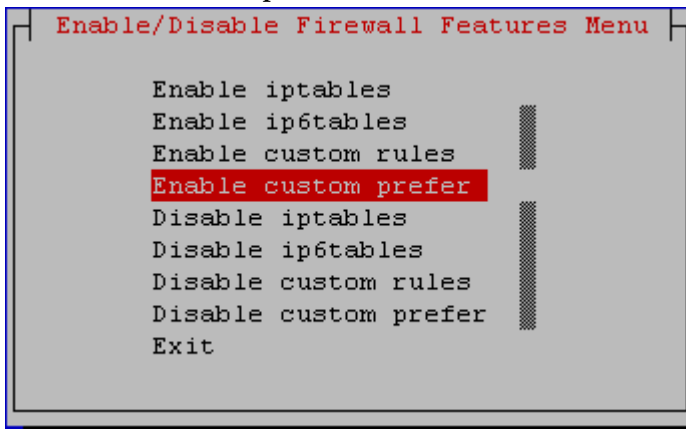 Enable/Disable Firewall Features Menu
Enable iptables
Enable ip6tables
Enable custom rules
Enable custom prefer
Disable iptables
Disable ip6tables
Disable custom rules
Disable custom prefer
Exit